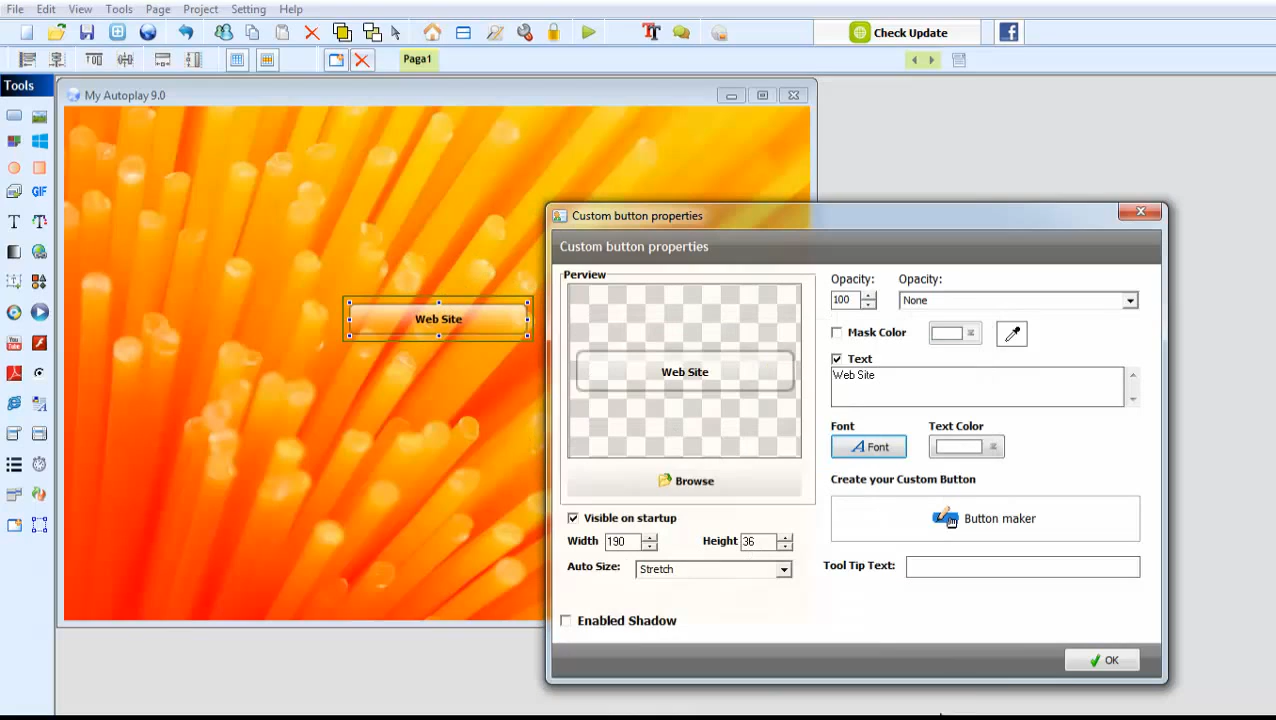 File Edit View Tools Page Project Setting Help
Check Update
Paga1
Tools
My Autoplay 9.0
GIF
Web Site
Custom button properties
Custom button properties
Perview
Web Site
Browse
Visible on startup
Width 190 Height 36
Auto Size: Stretch
Enabled Shadow
Opacity: Opacity:
100 None
Mask Color
Text
Web Site
Font Text Color
Font
Create your Custom Button
Button maker
Tool Tip Text:
OK